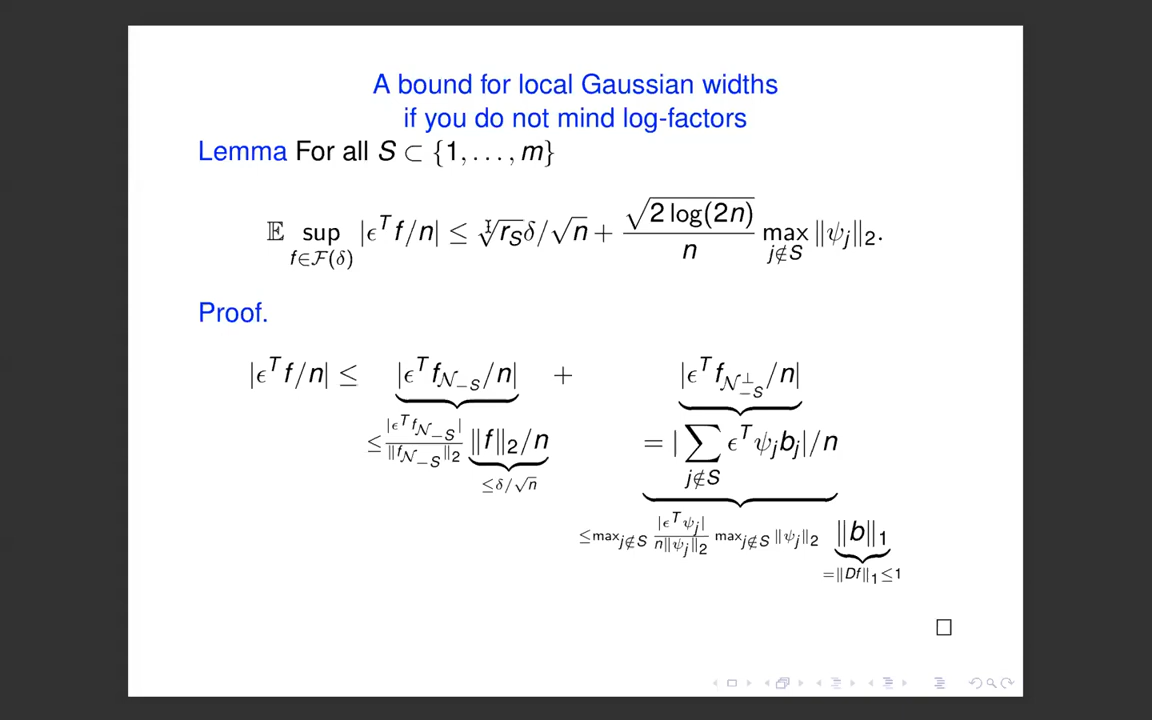 A bound for local Gaussian widths
if you do not mind log-factors
Lemma For all S ⊂ {1, . . . , m}
𝔼 sup_{f∈ℱ(δ)} |ϵ^T f/n| ≤ √r_S δ/√n + √(2 log(2n))/n max_{j∉S} ‖ψ_j‖_2.
Proof.
|ϵ^T f/n| ≤ |ϵ^T f_{𝒩_{−S}}/n| + |ϵ^T f_{𝒩^⊥_{−S}}/n|
≤ |ϵ^T f_{𝒩_{−S}}|/‖f_{𝒩_{−S}}‖_2 ‖f‖_2/n = |∑_{j∉S} ϵ^T ψ_j b_j|/n
≤δ/√n
≤max_{j∉S} |ϵ^T ψ_j|/n‖ψ_j‖_2 max_{j∉S} ‖ψ_j‖_2 ‖b‖_1
=‖Df‖_1≤1
□